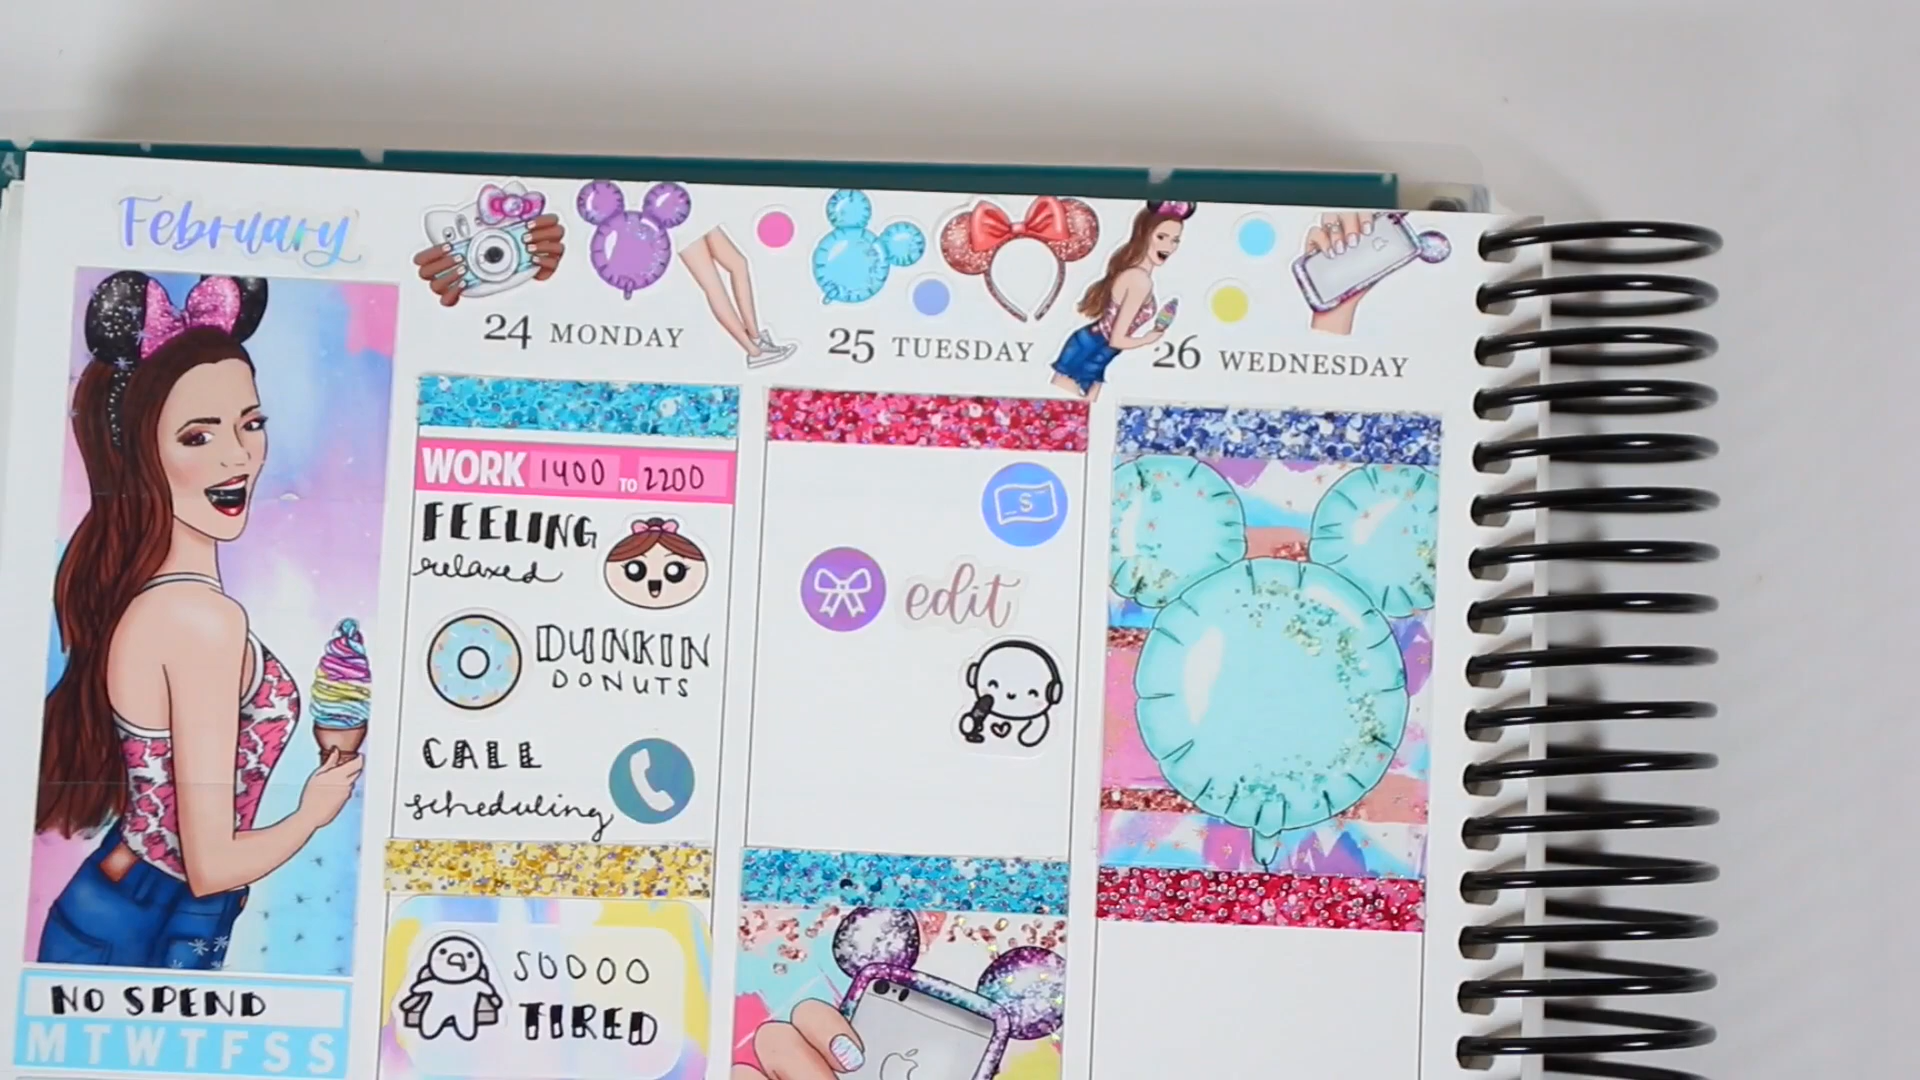 February
24 MONDAY
25 TUESDAY
26 WEDNESDAY
WORK 1400 TO 2200
FEELING
relaxed
DUNKIN
DONUTS
CALL
scheduling
SOOOO
TIRED
S
edit
NO SPEND
M T W T F S S